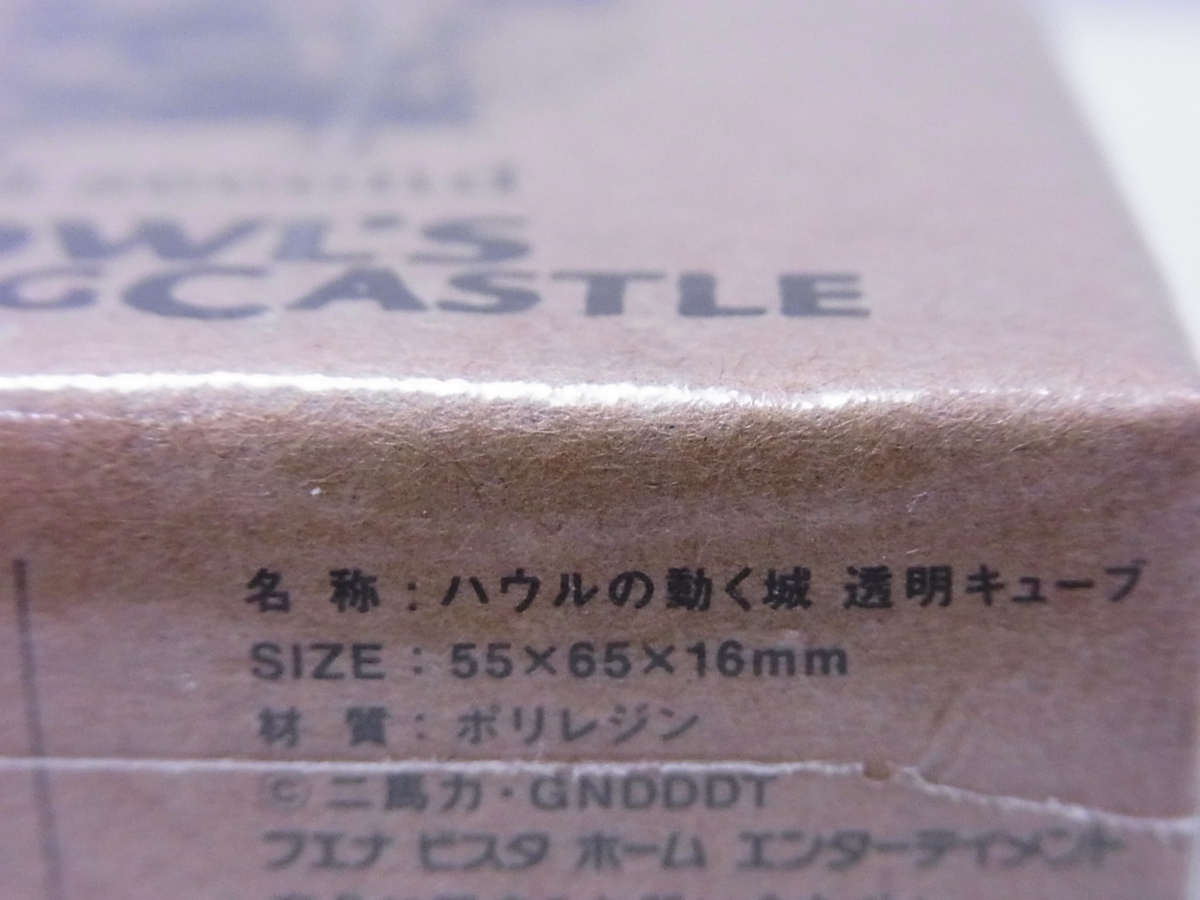 OWL'S
GCASTLE
名 称 : ハウルの動く城 透明キューブ
SIZE : 55×65×16mm
材 質 : ポリレジン
© 二馬力・GNDDDT
ブエナ ビスタ ホーム エンターテイメント